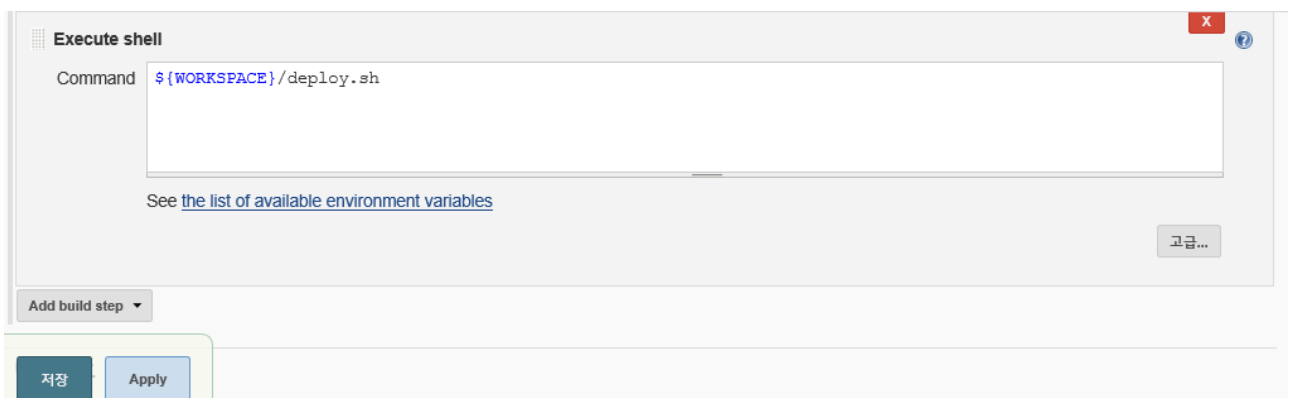 X
Execute shell
?
Command ${WORKSPACE}/deploy.sh
See the list of available environment variables
고급...
Add build step
저장 Apply